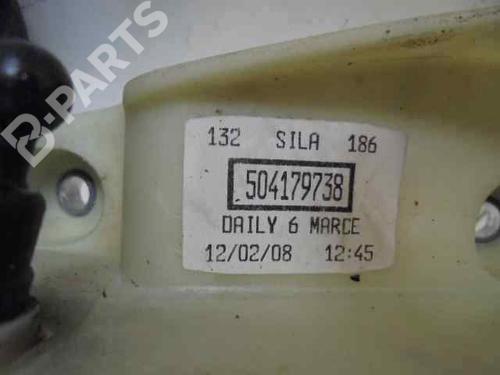 B-PARTS
132 SILA 186
504179738
DAILY 6 MARCE
12/02/08 12:45